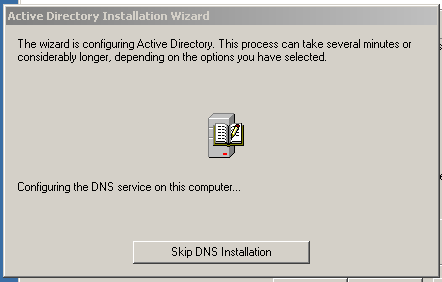 Active Directory Installation Wizard
The wizard is configuring Active Directory. This process can take several minutes or
considerably longer, depending on the options you have selected.
Configuring the DNS service on this computer...
Skip DNS Installation